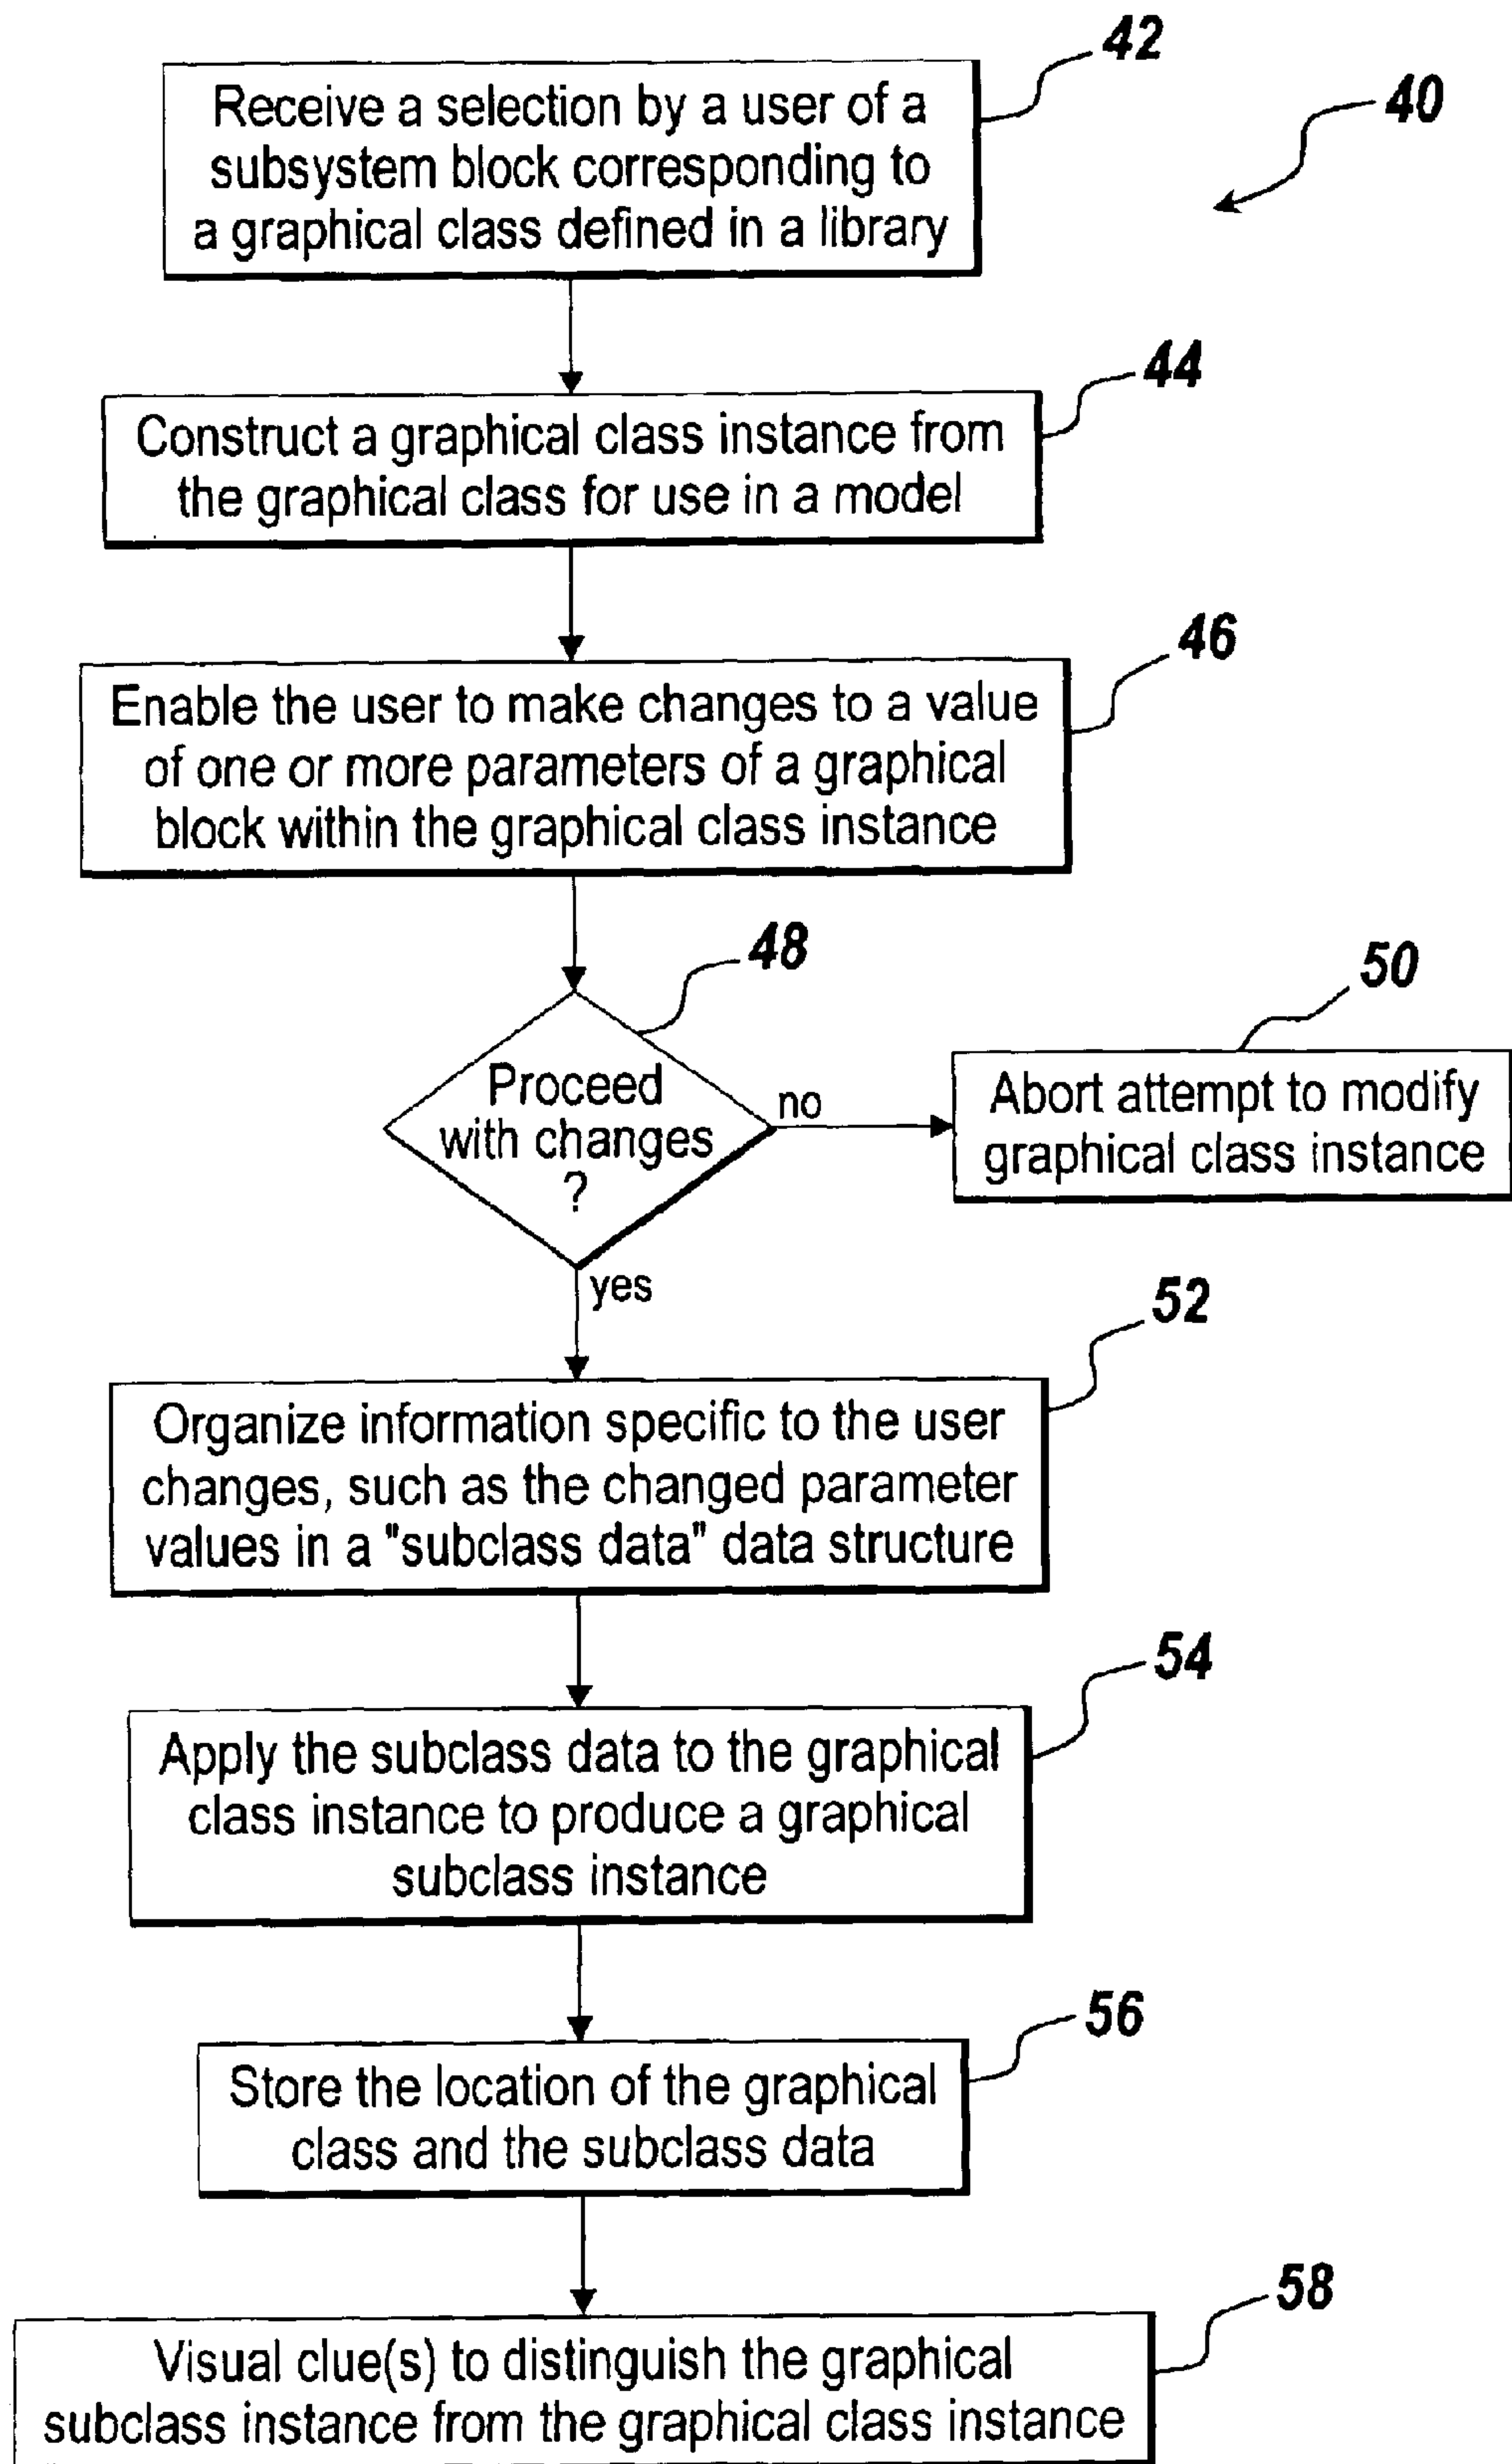 42
40
Receive a selection by a user of a
subsystem block corresponding to
a graphical class defined in a library
44
Construct a graphical class instance from
the graphical class for use in a model
46
Enable the user to make changes to a value
of one or more parameters of a graphical
block within the graphical class instance
48
50
Proceed
with changes
?
no
Abort attempt to modify
graphical class instance
yes
52
Organize information specific to the user
changes, such as the changed parameter
values in a "subclass data" data structure
54
Apply the subclass data to the graphical
class instance to produce a graphical
subclass instance
56
Store the location of the graphical
class and the subclass data
58
Visual clue(s) to distinguish the graphical
subclass instance from the graphical class instance